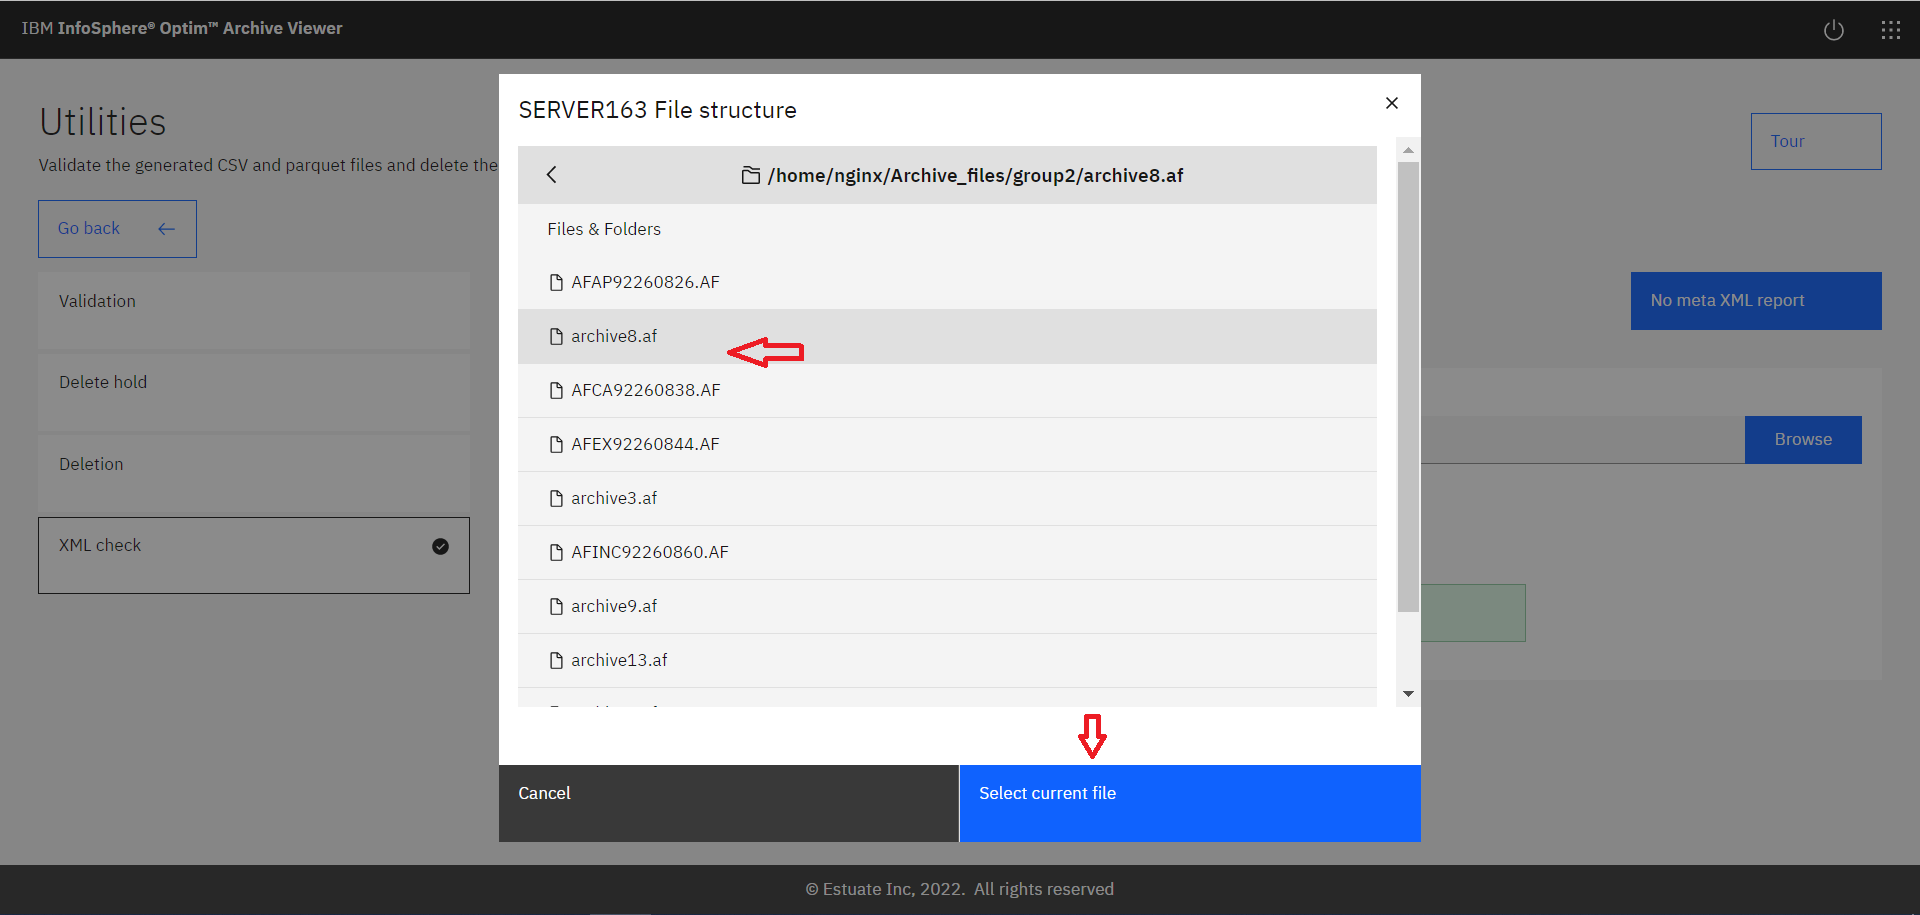 IBM InfoSphere® Optim™ Archive Viewer
Utilities
Validate the generated CSV and parquet files and delete the
Tour
Go back
Validation
Delete hold
Deletion
XML check
No meta XML report
Browse
SERVER163 File structure
/home/nginx/Archive_files/group2/archive8.af
Files & Folders
AFAP92260826.AF
archive8.af
AFCA92260838.AF
AFEX92260844.AF
archive3.af
AFINC92260860.AF
archive9.af
archive13.af
Cancel
Select current file
© Estuate Inc, 2022. All rights reserved